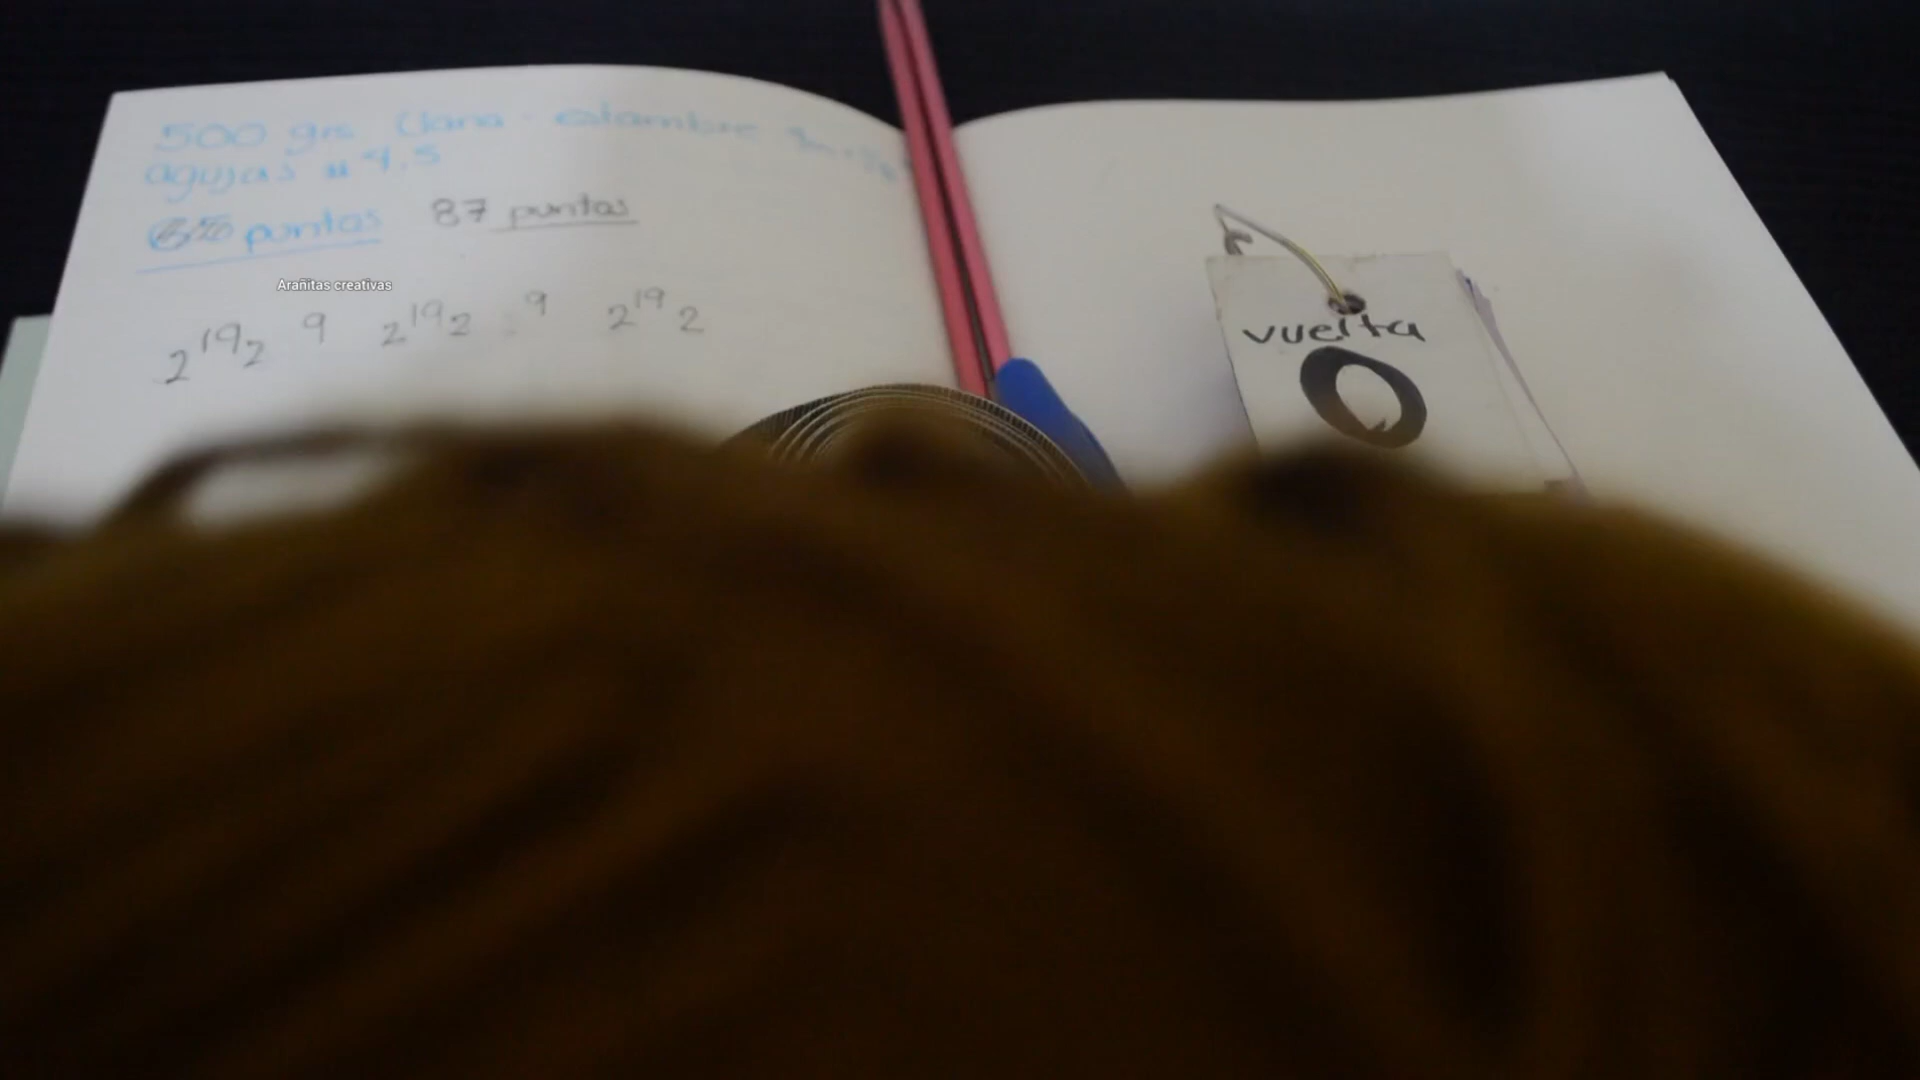 500 grs (lana - estambre
agujas # 4.5
puntos 87 puntos
Arañitas creativas
2 19 2 9 2 19 2 9 2 19 2
vuelta
0